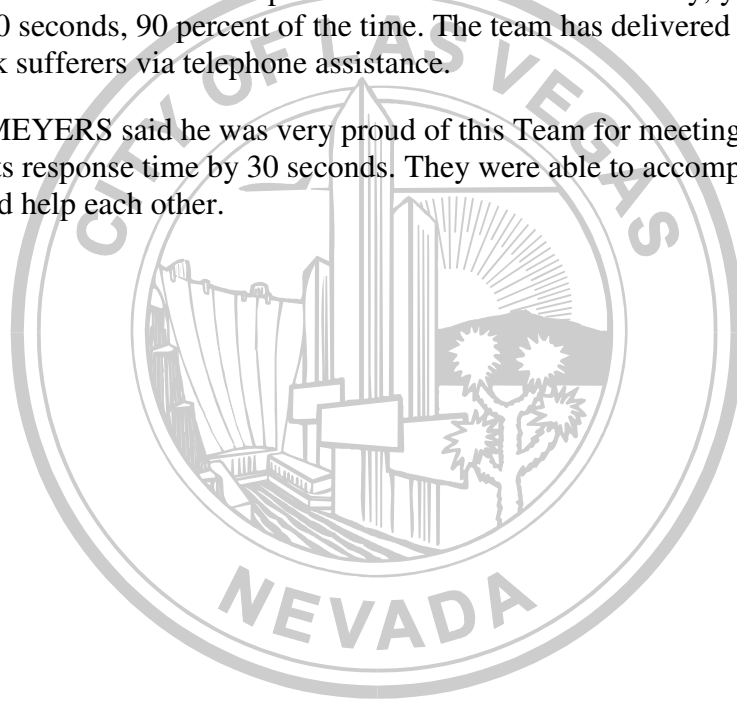 0 seconds, 90 percent of the time. The team has delivered
k sufferers via telephone assistance.
MEYERS said he was very proud of this Team for meeting
ts response time by 30 seconds. They were able to accomp
d help each other.
CITY OF LAS VEGAS
NEVADA